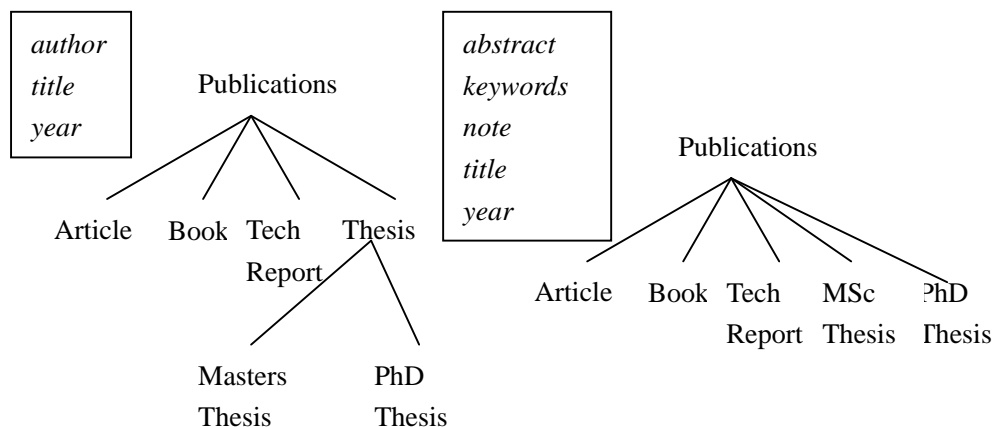 author
title
year
Publications
Article
Book
Tech
Report
Thesis
Masters
Thesis
PhD
Thesis
abstract
keywords
note
title
year
Publications
Article
Book
Tech
Report
MSc
Thesis
PhD
Thesis